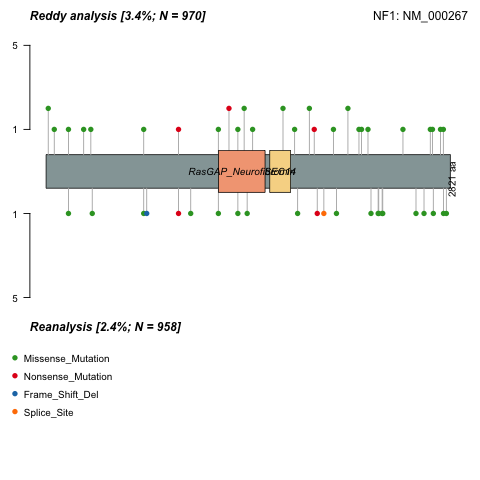 Reddy analysis [3.4%; N = 970]
NF1: NM_000267
5
1
RasGAP_Neurofibromin
SEC14
2821 aa
1
5
Reanalysis [2.4%; N = 958]
Missense_Mutation
Nonsense_Mutation
Frame_Shift_Del
Splice_Site